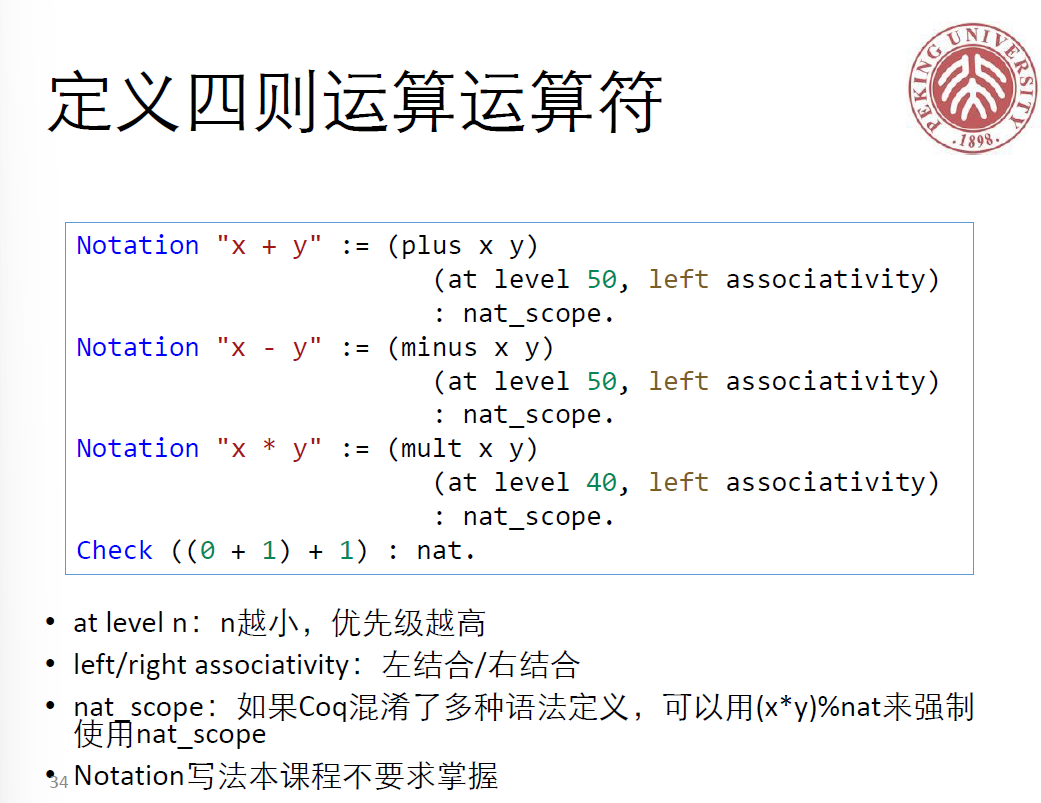 定义四则运算运算符
PEKING UNIVERSITY
1898
Notation "x + y" := (plus x y)
(at level 50, left associativity)
: nat_scope.
Notation "x - y" := (minus x y)
(at level 50, left associativity)
: nat_scope.
Notation "x * y" := (mult x y)
(at level 40, left associativity)
: nat_scope.
Check ((0 + 1) + 1) : nat.
• at level n：n越小，优先级越高
• left/right associativity：左结合/右结合
• nat_scope：如果Coq混淆了多种语法定义，可以用(x*y)%nat来强制
使用nat_scope
• Notation写法本课程不要求掌握
34